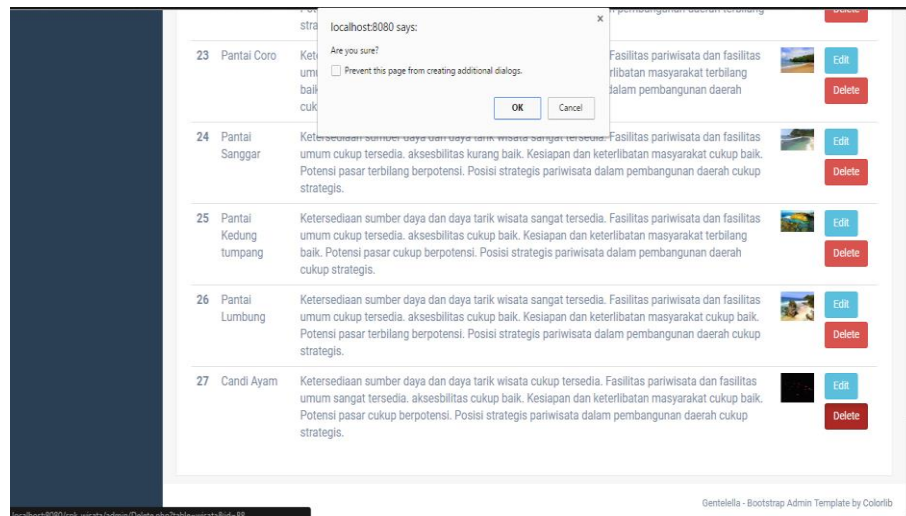 localhost:8080 says:
Are you sure?
Prevent this page from creating additional dialogs.
OK Cancel
x
stra
23 Pantai Coro
Fasilitas pariwisata dan fasilitas
masyarakat terbilang
dalam pembangunan daerah
Edit
Delete
24 Pantai Sanggar
Ketersediaan sumber daya dan daya tarik wisata sangat tersedia. Fasilitas pariwisata dan fasilitas
umum cukup tersedia. aksesbilitas kurang baik. Kesiapan dan keterlibatan masyarakat cukup baik.
Potensi pasar terbilang berpotensi. Posisi strategis pariwisata dalam pembangunan daerah cukup
strategis.
Edit
Delete
25 Pantai Kedung tumpang
Ketersediaan sumber daya dan daya tarik wisata sangat tersedia. Fasilitas pariwisata dan fasilitas
umum cukup tersedia. aksesbilitas cukup baik. Kesiapan dan keterlibatan masyarakat terbilang
baik. Potensi pasar cukup berpotensi. Posisi strategis pariwisata dalam pembangunan daerah
cukup strategis.
Edit
Delete
26 Pantai Lumbung
Ketersediaan sumber daya dan daya tarik wisata sangat tersedia. Fasilitas pariwisata dan fasilitas
umum cukup tersedia. aksesbilitas cukup baik. Kesiapan dan keterlibatan masyarakat cukup baik.
Potensi pasar terbilang berpotensi. Posisi strategis pariwisata dalam pembangunan daerah cukup
strategis.
Edit
Delete
27 Candi Ayam
Ketersediaan sumber daya dan daya tarik wisata cukup tersedia. Fasilitas pariwisata dan fasilitas
umum sangat tersedia. aksesbilitas cukup baik. Kesiapan dan keterlibatan masyarakat cukup baik.
Potensi pasar cukup berpotensi. Posisi strategis pariwisata dalam pembangunan daerah cukup
strategis.
Edit
Delete
Gentelella - Bootstrap Admin Template by Colorlib